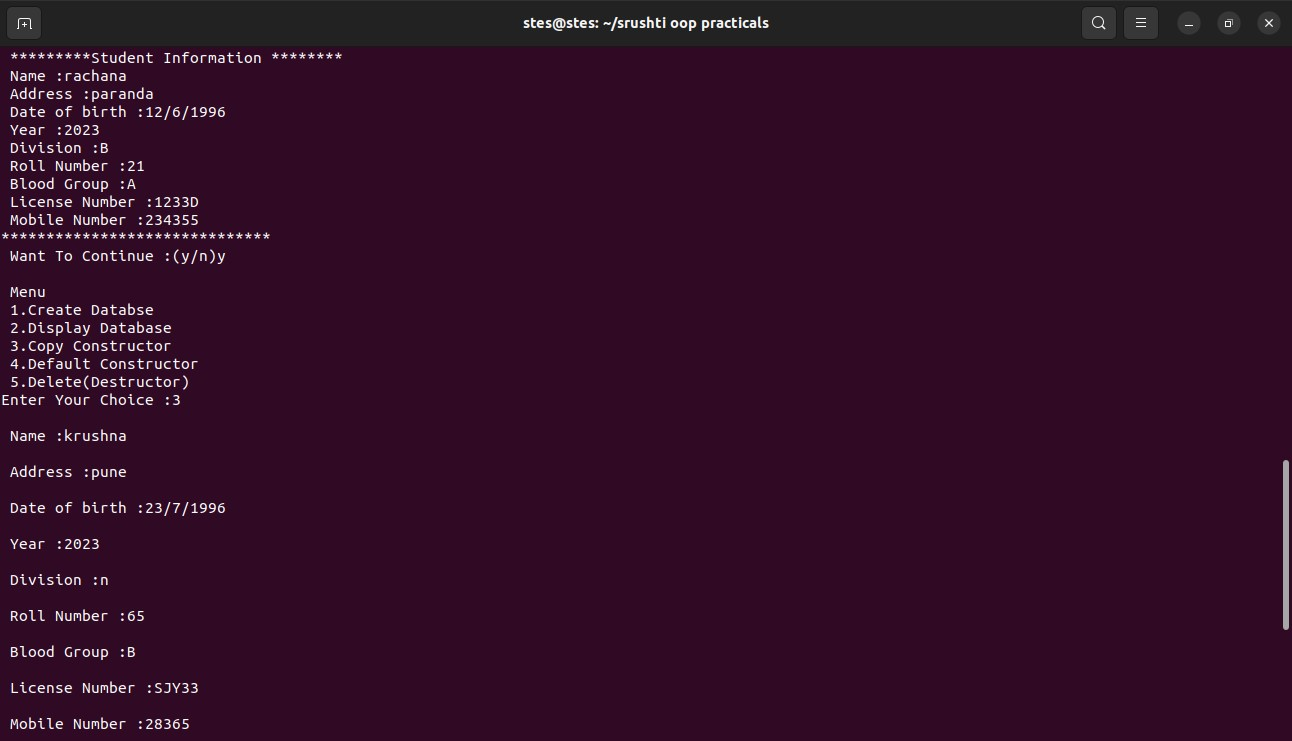 stes@stes: ~/srushti oop practicals
*********Student Information ********
Name :rachana
Address :paranda
Date of birth :12/6/1996
Year :2023
Division :B
Roll Number :21
Blood Group :A
License Number :1233D
Mobile Number :234355
******************************
Want To Continue :(y/n)y
Menu
1.Create Databse
2.Display Database
3.Copy Constructor
4.Default Constructor
5.Delete(Destructor)
Enter Your Choice :3
Name :krushna
Address :pune
Date of birth :23/7/1996
Year :2023
Division :n
Roll Number :65
Blood Group :B
License Number :SJY33
Mobile Number :28365